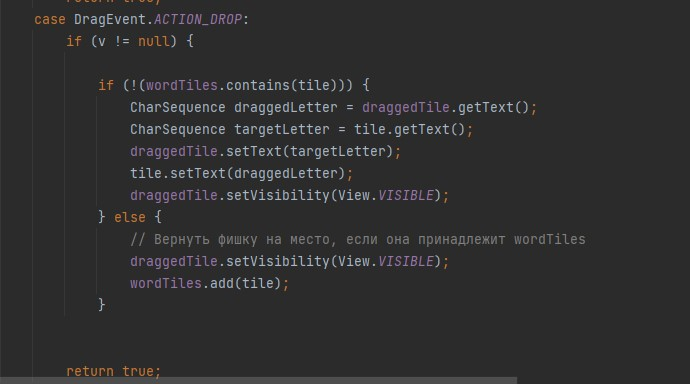 return true;
case DragEvent.ACTION_DROP:
if (v != null) {
if (!(wordTiles.contains(tile))) {
CharSequence draggedLetter = draggedTile.getText();
CharSequence targetLetter = tile.getText();
draggedTile.setText(targetLetter);
tile.setText(draggedLetter);
draggedTile.setVisibility(View.VISIBLE);
} else {
// Вернуть фишку на место, если она принадлежит wordTiles
draggedTile.setVisibility(View.VISIBLE);
wordTiles.add(tile);
}
return true;